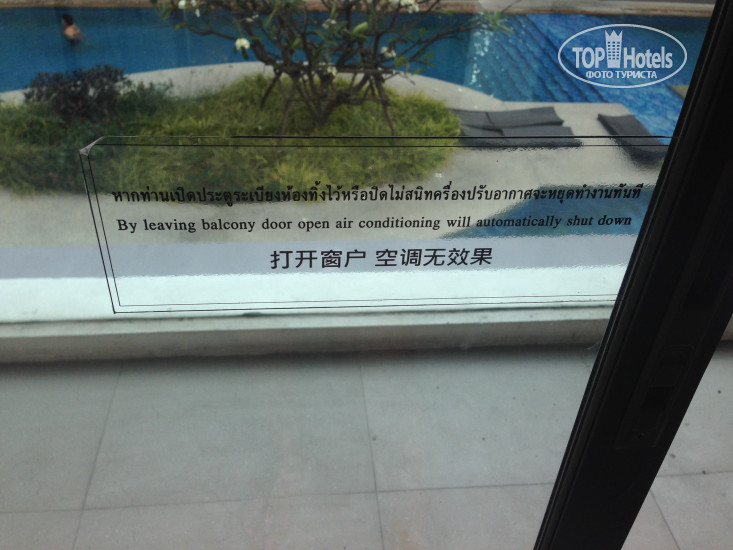 TOP Hotels
ФОТО ТУРИСТА
หากท่านเปิดประตูระเบียงห้องทิ้งไว้หรือปิดไม่สนิทครื่องปรับอากาศจะหยุดทำงานทันที
By leaving balcony door open air conditioning will automatically shut down
打开窗户 空调无效果